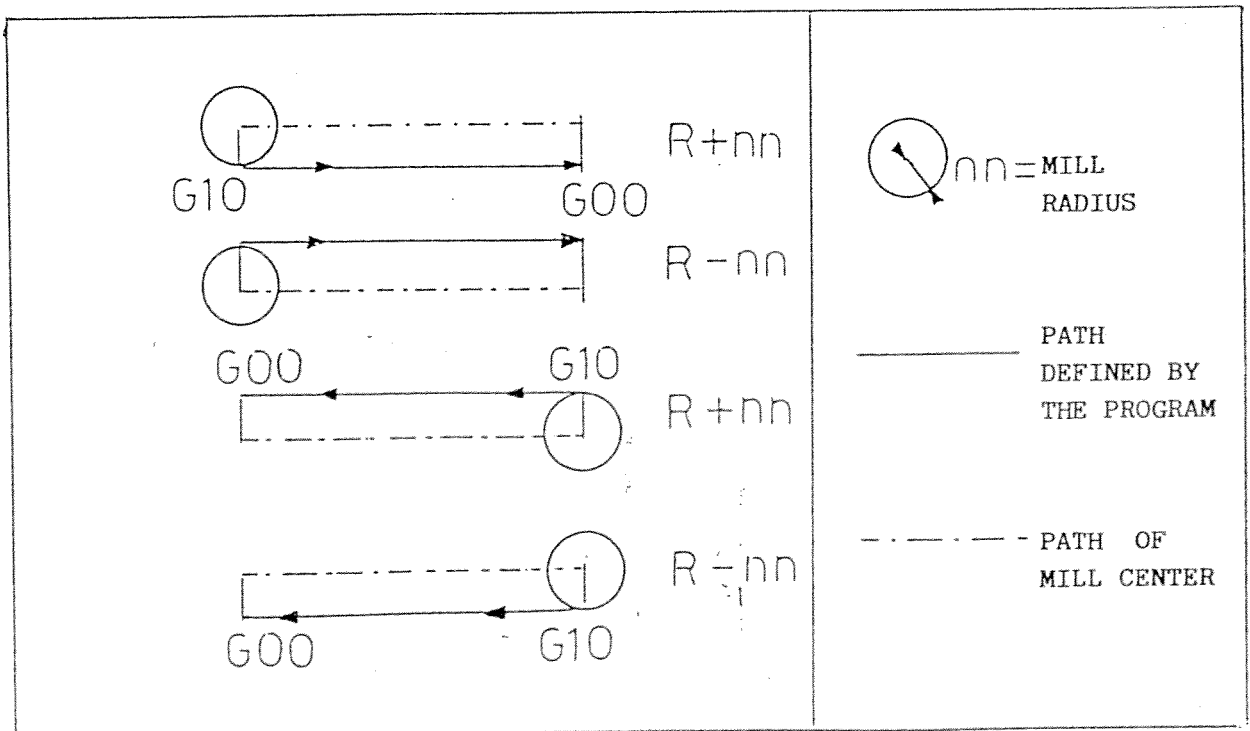 R+nn
G10 G00
R-nn
G00 G10
R+nn
R-nn
G00 G10
nn= MILL
RADIUS
PATH
DEFINED BY
THE PROGRAM
PATH OF
MILL CENTER